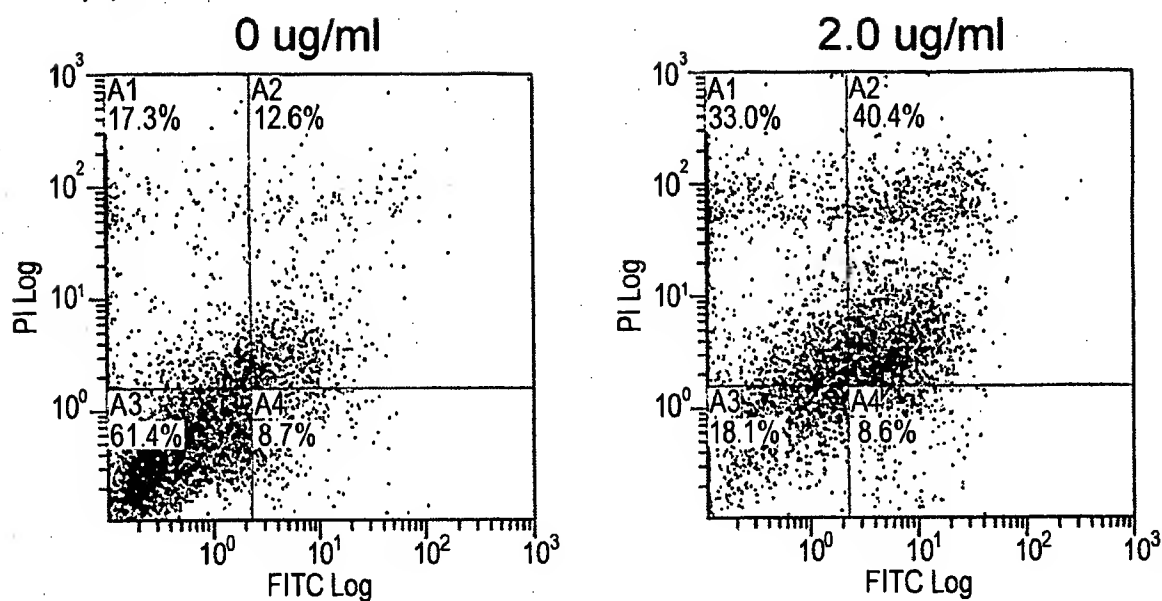 0 ug/ml
10³
A1
17.3%
A2
12.6%
10²
10¹
10⁰
A3
61.4%
A4
8.7%
PI Log
10⁰
10¹
10²
10³
FITC Log
2.0 ug/ml
10³
A1
33.0%
A2
40.4%
10²
10¹
10⁰
A3
18.1%
A4
8.6%
PI Log
10⁰
10¹
10²
10³
FITC Log